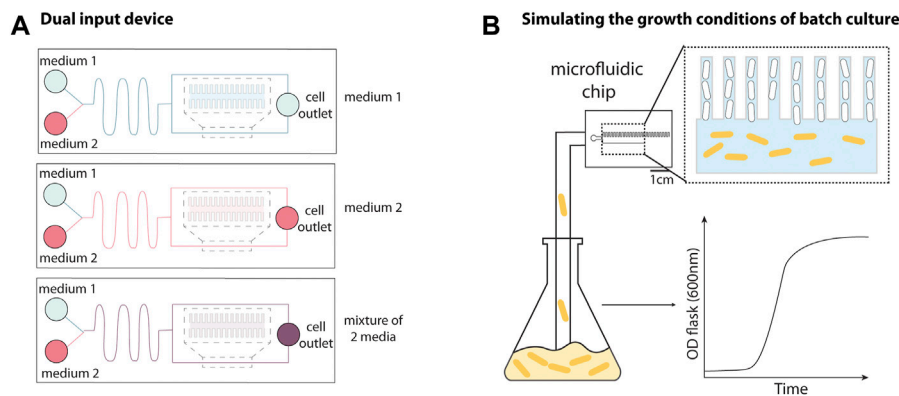 A Dual input device
medium 1
medium 2
cell
outlet
medium 1
medium 1
medium 2
cell
outlet
medium 2
medium 1
medium 2
cell
outlet
mixture of
2 media
B Simulating the growth conditions of batch culture
microfluidic
chip
1cm
OD flask (600nm)
Time